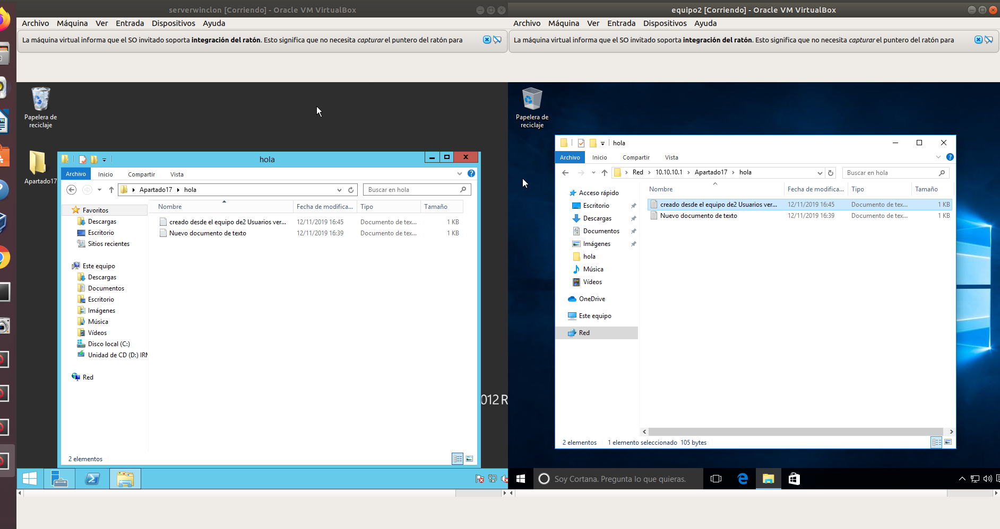 serverwinclon [Corriendo] - Oracle VM VirtualBox
Archivo Máquina Ver Entrada Dispositivos Ayuda
La máquina virtual informa que el SO invitado soporta integración del ratón. Esto significa que no necesita capturar el puntero del ratón para
Papelera de
reciclaje
Apartado17
hola
Archivo Inicio Compartir Vista
Apartado17 hola
Buscar en hola
Nombre Fecha de modifica... Tipo Tamaño
creado desde el equipo de2 Usuarios ver... 12/11/2019 16:45 Documento de tex... 1 KB
Nuevo documento de texto 12/11/2019 16:39 Documento de tex... 1 KB
Favoritos
Descargas
Escritorio
Sitios recientes
Este equipo
Descargas
Documentos
Escritorio
Imágenes
Música
Vídeos
Disco local (C:)
Unidad de CD (D:) IRM
Red
2 elementos
012 R
equipo2 [Corriendo] - Oracle VM VirtualBox
Archivo Máquina Ver Entrada Dispositivos Ayuda
La máquina virtual informa que el SO invitado soporta integración del ratón. Esto significa que no necesita capturar el puntero del ratón para
Papelera de
reciclaje
hola
Archivo Inicio Compartir Vista
Red 10.10.10.1 Apartado17 hola
Buscar en hola
Nombre Fecha de modifica... Tipo Tamaño
creado desde el equipo de2 Usuarios ver... 12/11/2019 16:45 Documento de tex... 1 KB
Nuevo documento de texto 12/11/2019 16:39 Documento de tex... 1 KB
Acceso rápido
Escritorio
Descargas
Documentos
Imágenes
hola
Música
Vídeos
OneDrive
Este equipo
Red
2 elementos 1 elemento seleccionado 105 bytes
Soy Cortana. Pregunta lo que quieras.